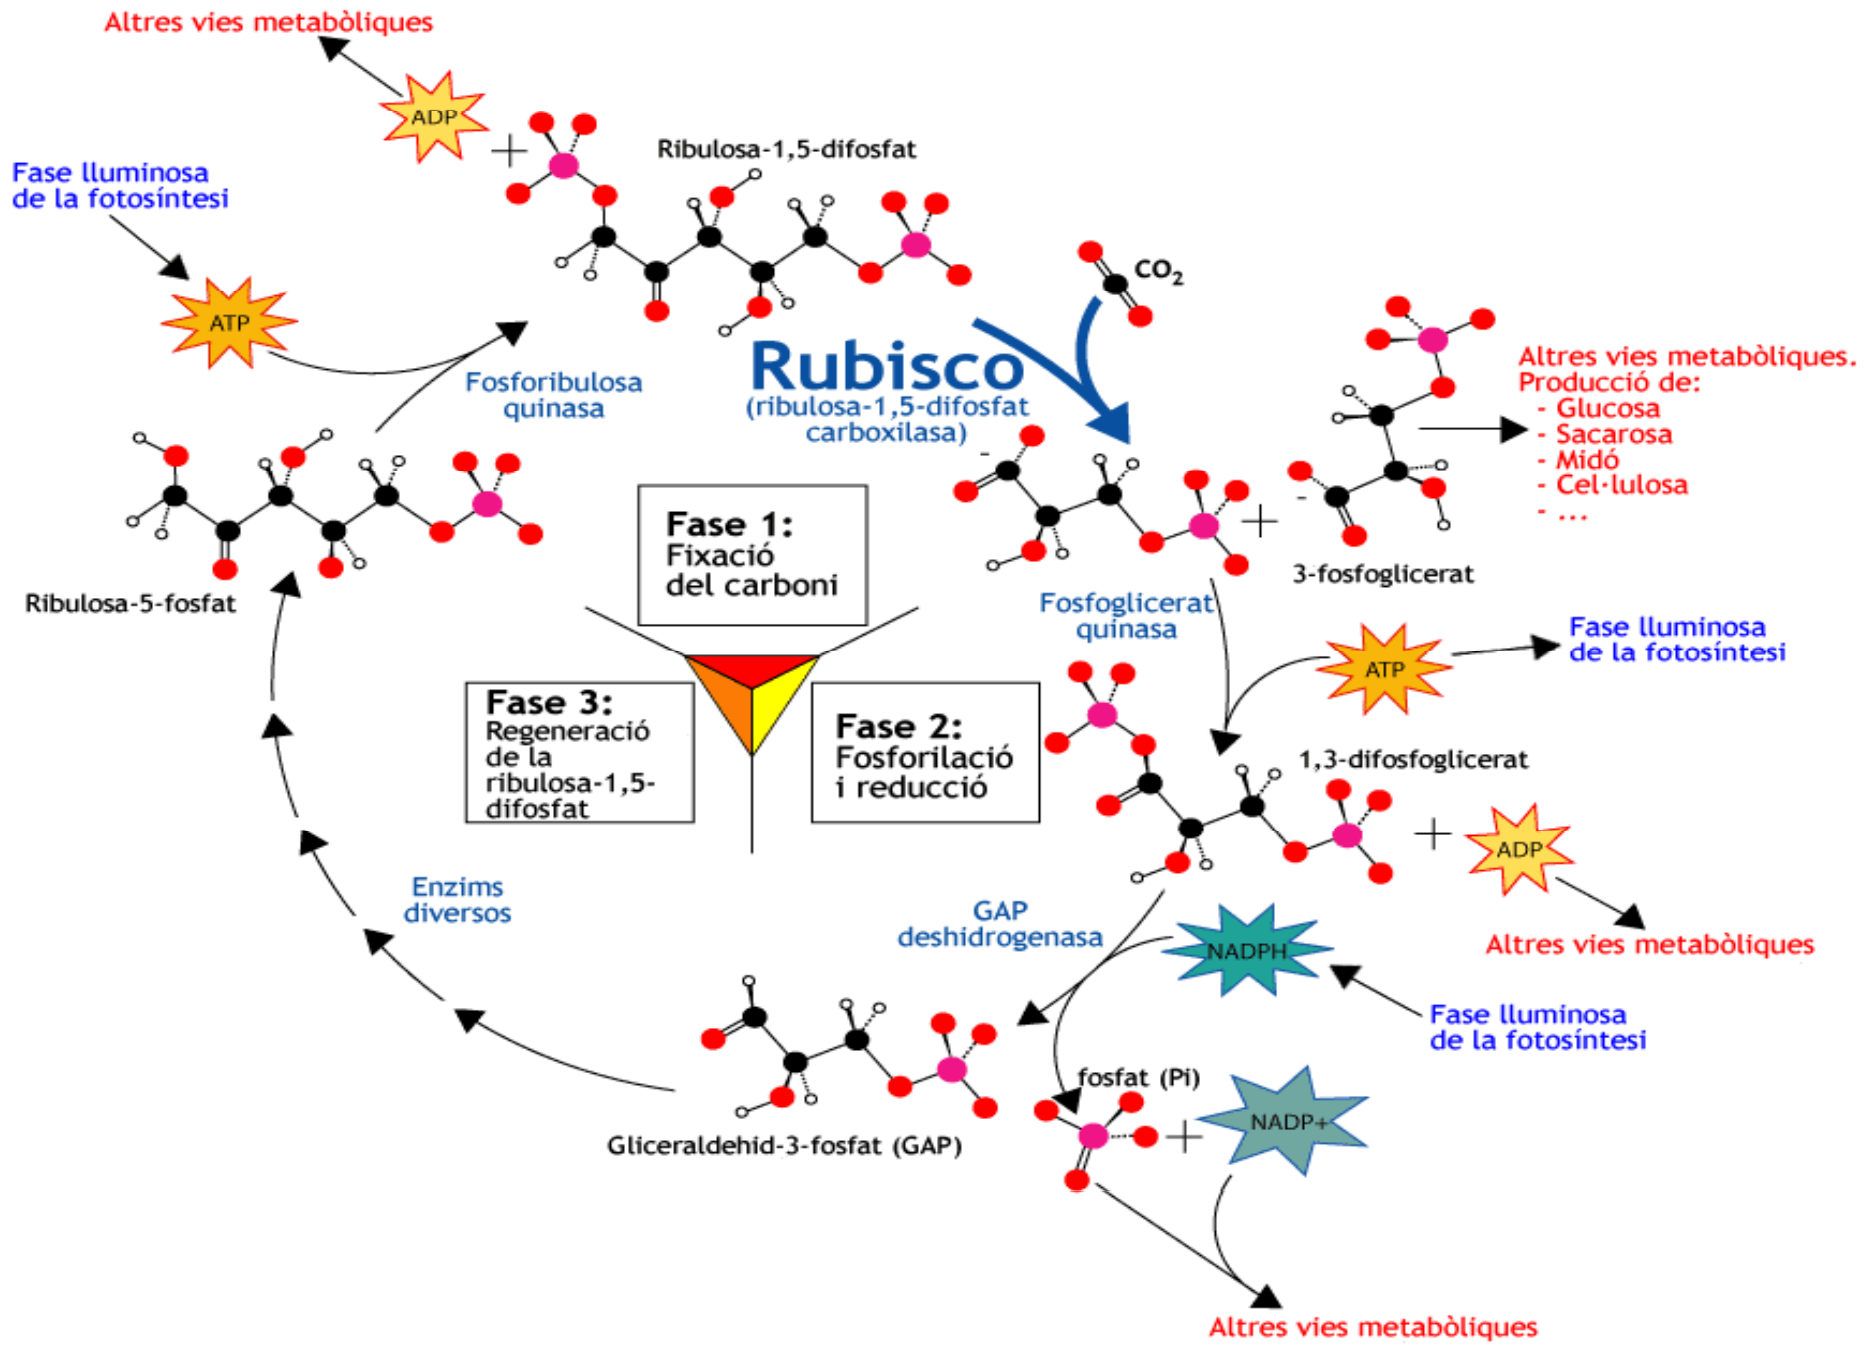 Altres vies metabòliques
ADP
+
Ribulosa-1,5-difosfat
Fase lluminosa
de la fotosíntesi
ATP
CO2
Rubisco
(ribulosa-1,5-difosfat
carboxilasa)
Fosforibulosa
quinasa
Altres vies metabòliques.
Producció de:
- Glucosa
- Sacarosa
- Midó
- Cel·lulosa
- ...
-
+
-
3-fosfoglicerat
Ribulosa-5-fosfat
Fase 1:
Fixació
del carboni
Fosfoglicerat
quinasa
ATP
Fase lluminosa
de la fotosíntesi
Fase 3:
Regeneració
de la
ribulosa-1,5-
difosfat
Fase 2:
Fosforilació
i reducció
1,3-difosfoglicerat
+
ADP
Altres vies metabòliques
Enzims
diversos
GAP
deshidrogenasa
NADPH
Fase lluminosa
de la fotosíntesi
fosfat (Pi)
+
NADP+
Gliceraldehid-3-fosfat (GAP)
Altres vies metabòliques